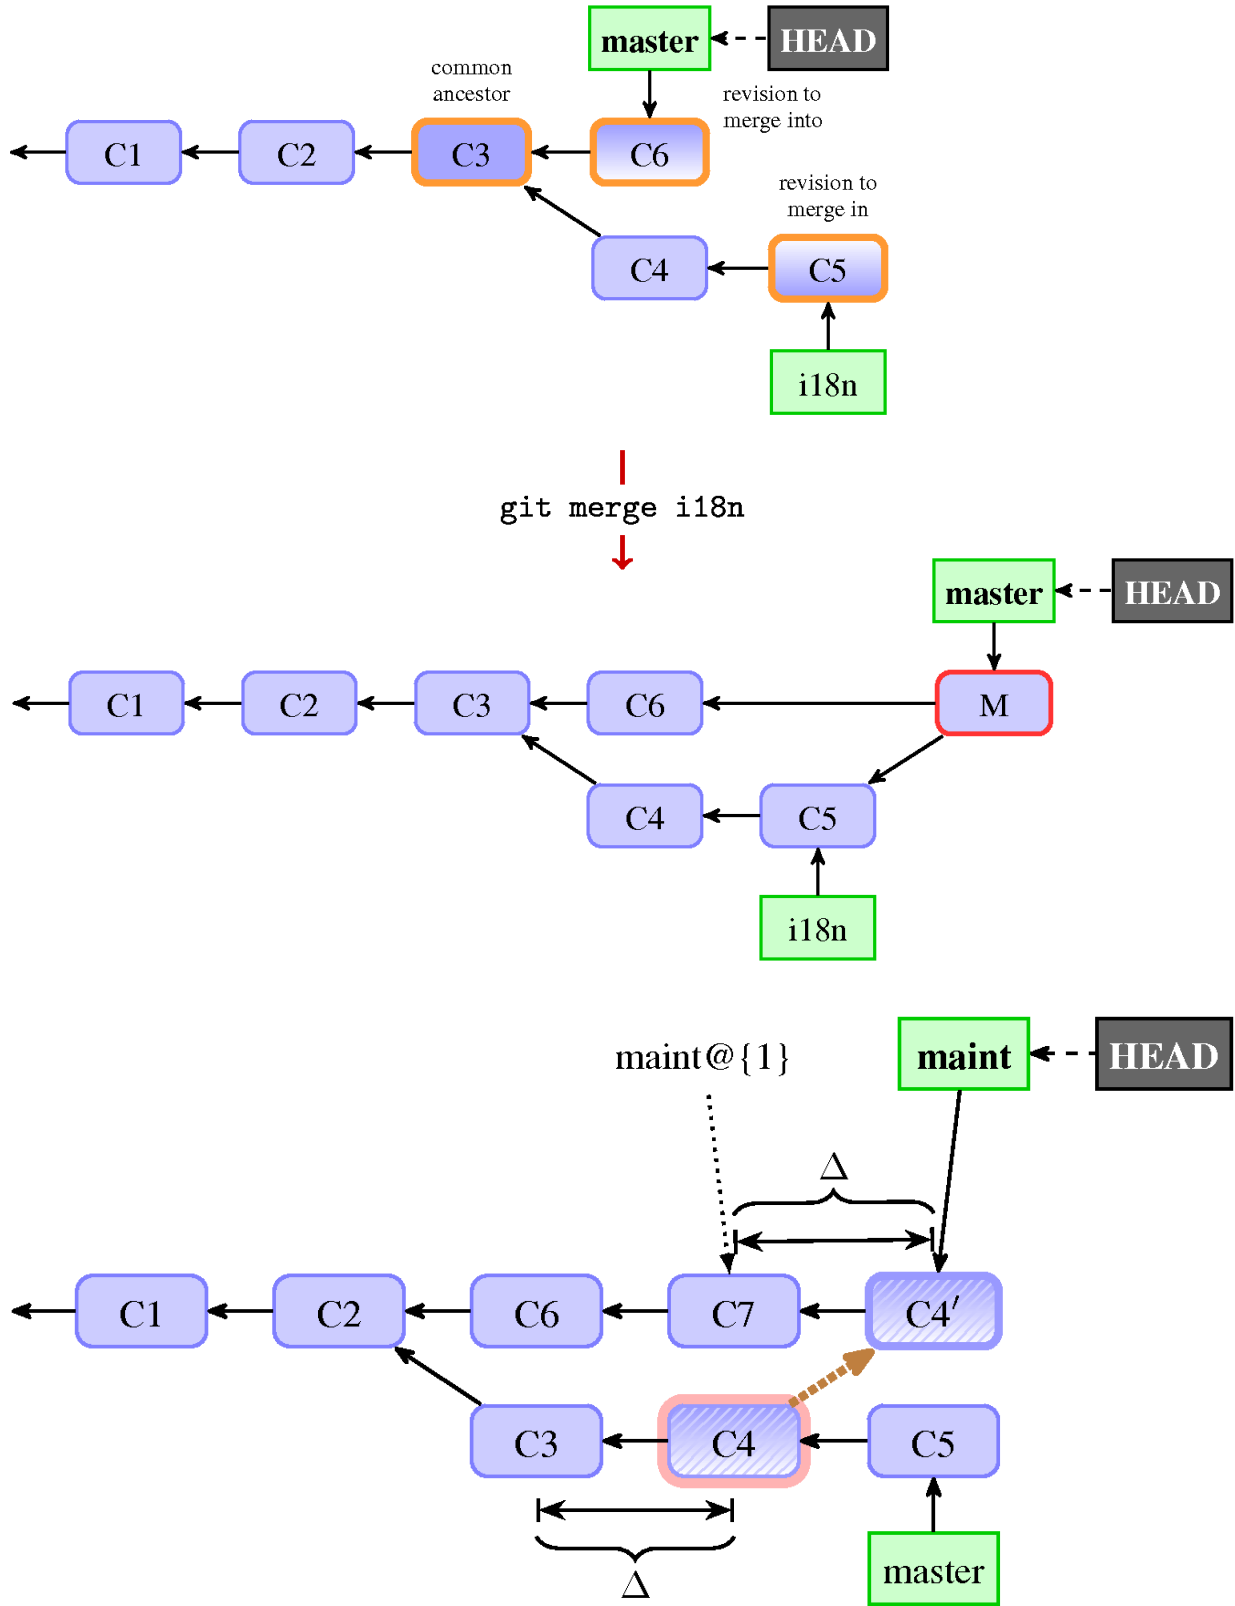 master
HEAD
common
ancestor
revision to
merge into
C1
C2
C3
C6
revision to
merge in
C4
C5
i18n
git merge i18n
master
HEAD
C1
C2
C3
C6
M
C4
C5
i18n
maint@{1}
maint
HEAD
Δ
C1
C2
C6
C7
C4′
C3
C4
C5
Δ
master